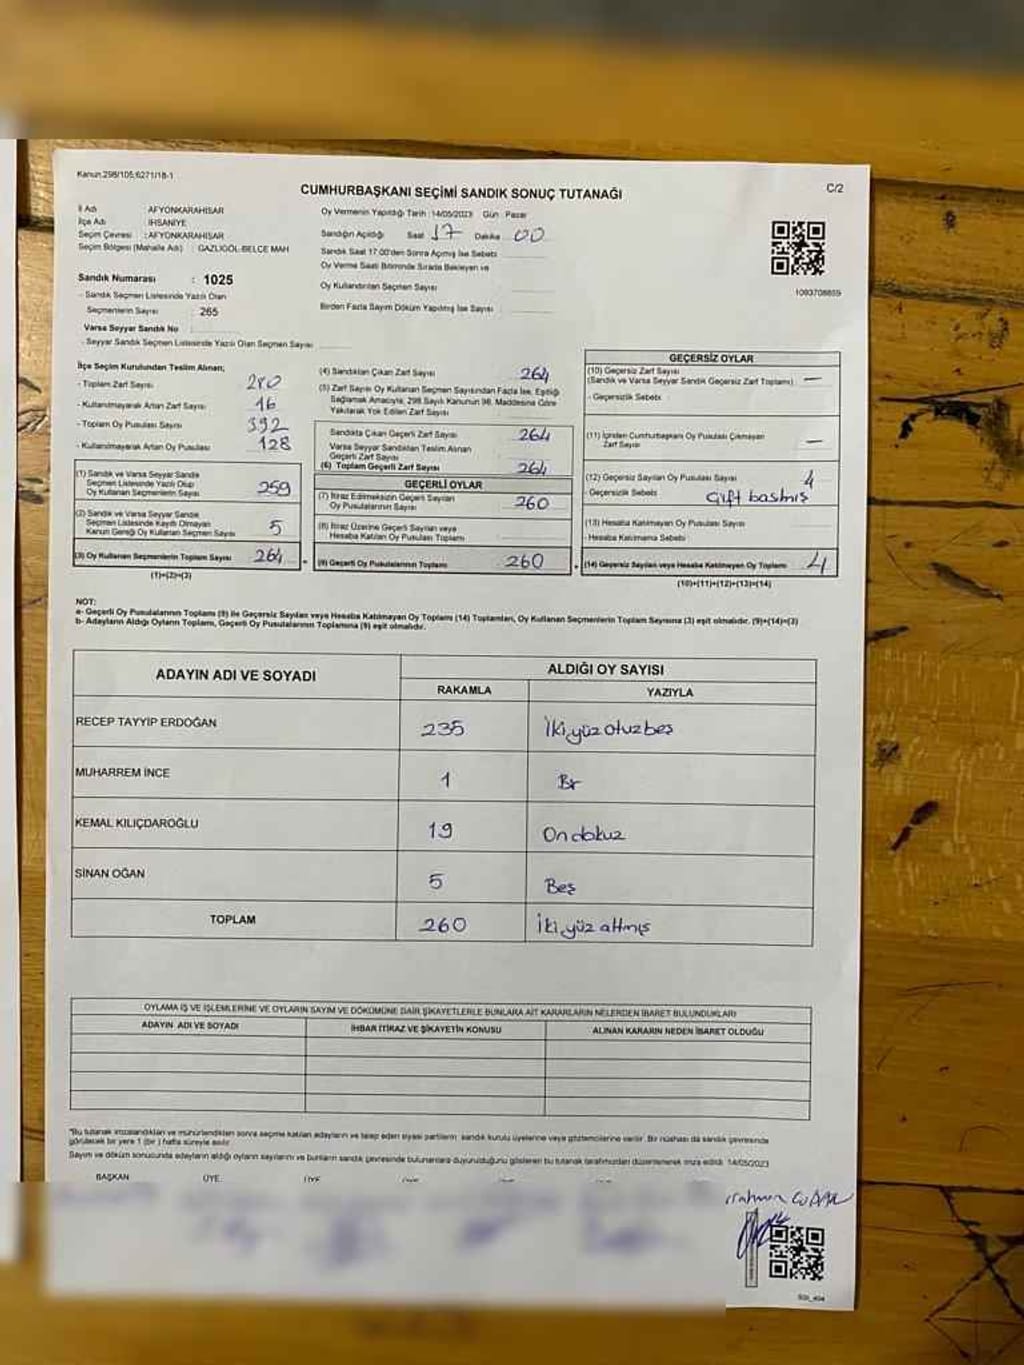 Kanun:298/105;6271/18-1
CUMHURBAŞKANI SEÇİMİ SANDIK SONUÇ TUTANAĞI
C/2
İl Adı : AFYONKARAHİSAR
İlçe Adı : İHSANİYE
Seçim Çevresi : AFYONKARAHİSAR
Seçim Bölgesi (Mahalle Adı) : GAZLIGÖL-BELCE MAH
Sandık Numarası : 1025
- Sandık Seçmen Listesinde Yazılı Olan
Seçmenlerin Sayısı : 265
Varsa Seyyar Sandık No
- Seyyar Sandık Seçmen Listesinde Yazılı Olan Seçmen Sayısı
Oy Vermenin Yapıldığı Tarih :14/05/2023 Gün : Pazar
Sandığın Açıldığı Saat 17 Dakika 00
Sandık Saat 17:00'den Sonra Açılmış İse Sebebi
Oy Verme Saati Bitiminde Sırada Bekleyen ve
Oy Kullandırılan Seçmen Sayısı
Birden Fazla Sayım Döküm Yapılmış İse Sayısı
1093708859
İlçe Seçim Kurulundan Teslim Alınan;
- Toplam Zarf Sayısı 280
- Kullanılmayarak Artan Zarf Sayısı 16
- Toplam Oy Pusulası Sayısı 392
- Kullanılmayarak Artan Oy Pusulası 128
(1) Sandık ve Varsa Seyyar Sandık
Seçmen Listesinde Yazılı Olup
Oy Kullanan Seçmenlerin Sayısı 259
(2) Sandık ve Varsa Seyyar Sandık
Seçmen Listesinde Kayıtlı Olmayan
Kanun Gereği Oy Kullanan Seçmen Sayısı 5
(3) Oy Kullanan Seçmenlerin Toplam Sayısı 264
(1)+(2)=(3)
(4) Sandıktan Çıkan Zarf Sayısı 264
(5) Zarf Sayısı Oy Kullanan Seçmen Sayısından Fazla İse, Eşitliği
Sağlamak Amacıyla, 298 Sayılı Kanunun 98. Maddesine Göre
Yakılarak Yok Edilen Zarf Sayısı
Sandıkta Çıkan Geçerli Zarf Sayısı 264
Varsa Seyyar Sandıktan Teslim Alınan
Geçerli Zarf Sayısı
(6) Toplam Geçerli Zarf Sayısı 264
GEÇERLİ OYLAR
(7) İtiraz Edilmeksizin Geçerli Sayılan
Oy Pusulalarının Sayısı 260
(8) İtiraz Üzerine Geçerli Sayılan veya
Hesaba Katılan Oy Pusulası Toplamı
(9) Geçerli Oy Pusulalarının Toplamı 260
GEÇERSİZ OYLAR
(10) Geçersiz Zarf Sayısı
(Sandık ve Varsa Seyyar Sandık Geçersiz Zarf Toplamı) —
- Geçersizlik Sebebi
(11) İçinden Cumhurbaşkanı Oy Pusulası Çıkmayan
Zarf Sayısı —
(12) Geçersiz Sayılan Oy Pusulası Sayısı 4
- Geçersizlik Sebebi Çift basmış
(13) Hesaba Katılmayan Oy Pusulası Sayısı
- Hesaba Katılmama Sebebi
(14) Geçersiz Sayılan veya Hesaba Katılmayan Oy Toplamı 4
(10)+(11)+(12)+(13)=(14)
NOT:
a- Geçerli Oy Pusulalarının Toplamı (9) ile Geçersiz Sayılan veya Hesaba Katılmayan Oy Toplamı (14) Toplamları, Oy Kullanan Seçmenlerin Toplam Sayısına (3) eşit olmalıdır. (9)+(14)=(3)
b- Adayların Aldığı Oyların Toplamı, Geçerli Oy Pusulalarının Toplamına (9) eşit olmalıdır.
ADAYIN ADI VE SOYADI
ALDIĞI OY SAYISI
RAKAMLA YAZIYLA
RECEP TAYYİP ERDOĞAN 235 İki yüz otuz beş
MUHARREM İNCE 1 Bir
KEMAL KILIÇDAROĞLU 19 On dokuz
SİNAN OĞAN 5 Beş
TOPLAM 260 İki yüz altmış
OYLAMA İŞ VE İŞLEMLERİNE VE OYLARIN SAYIM VE DÖKÜMÜNE DAİR ŞİKAYETLERLE BUNLARA AİT KARARLARIN NELERDEN İBARET BULUNDUKLARI
ADAYIN ADI VE SOYADI İHBAR İTİRAZ VE ŞİKAYETİN KONUSU ALINAN KARARIN NEDEN İBARET OLDUĞU
*Bu tutanak imzalandıktan ve mühürlendikten sonra seçime katılan adayların ve talep eden siyasi partilerin sandık kurulu üyelerine veya gözlemcilerine verilir. Bir nüshası da sandık çevresinde
görülecek bir yere 1 (bir) hafta süreyle asılır.
Sayım ve döküm sonucunda adayların aldığı oyların sayılarını ve bunların sandık çevresinde bulunanlara duyurulduğunu gösteren bu tutanak tarafımızdan düzenlenerek imza edildi. 14/05/2023
BAŞKAN ÜYE ÜYE